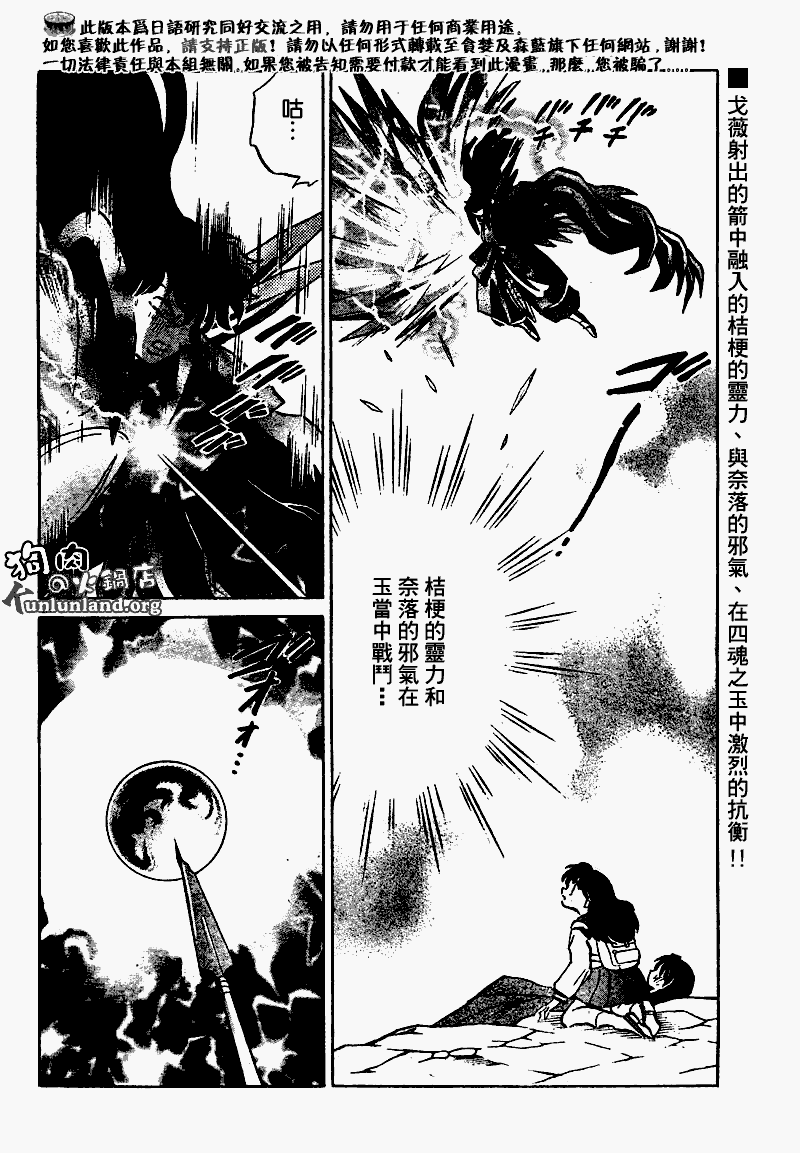 此版本爲日語研究同好交流之用，請勿用于任何商業用途。
如您喜歡此作品，請支持正版！請勿以任何形式轉載至貪婪及森藍旗下任何網站，謝謝！
一切法律責任與本組無關。如果您被告知需要付款才能看到此漫畫，那麼，您被騙了......
■戈薇射出的箭中融入的桔梗的靈力、與奈落的邪氣、在四魂之玉中激烈的抗衡!!
チチチ
桔梗的靈力和
奈落的邪氣在
玉當中戰鬥…
咕…
狗肉の火鍋店
Kunlunland.org